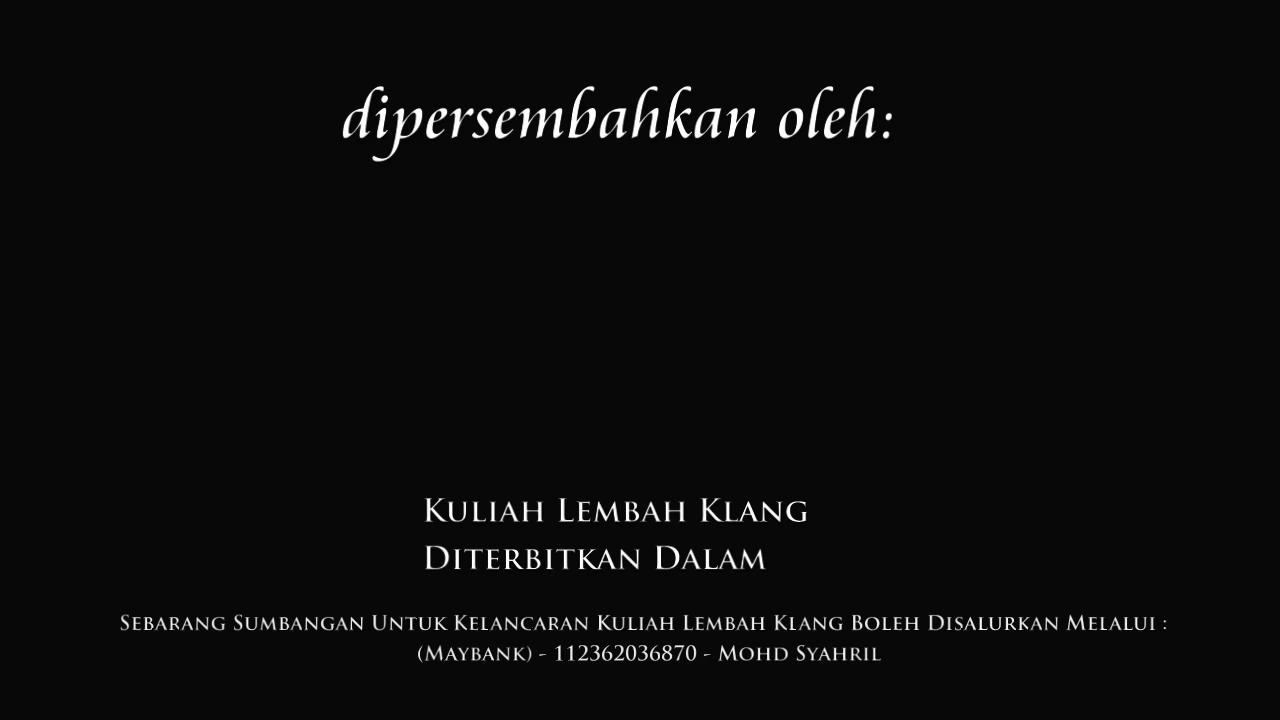 dipersembahkan oleh:
Kuliah Lembah Klang
Diterbitkan Dalam
Sebarang Sumbangan Untuk Kelancaran Kuliah Lembah Klang Boleh Disalurkan Melalui :
(Maybank) - 112362036870 - Mohd Syahril